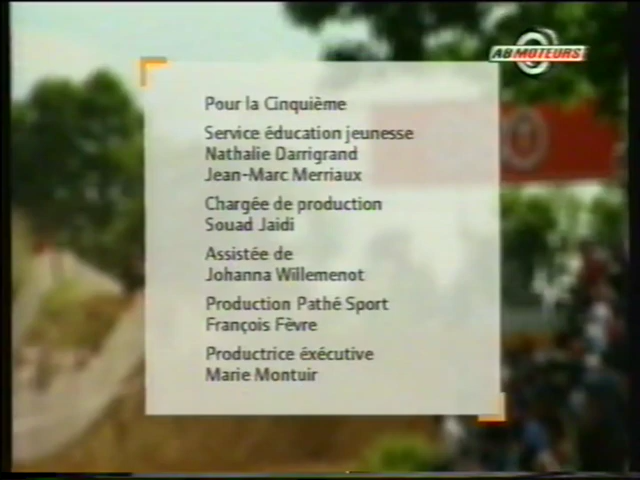 AB MOTEURS
Pour la Cinquième
Service éducation jeunesse
Nathalie Darrigrand
Jean-Marc Merriaux
Chargée de production
Souad Jaidi
Assistée de
Johanna Willemenot
Production Pathé Sport
François Fèvre
Productrice éxécutive
Marie Montuir